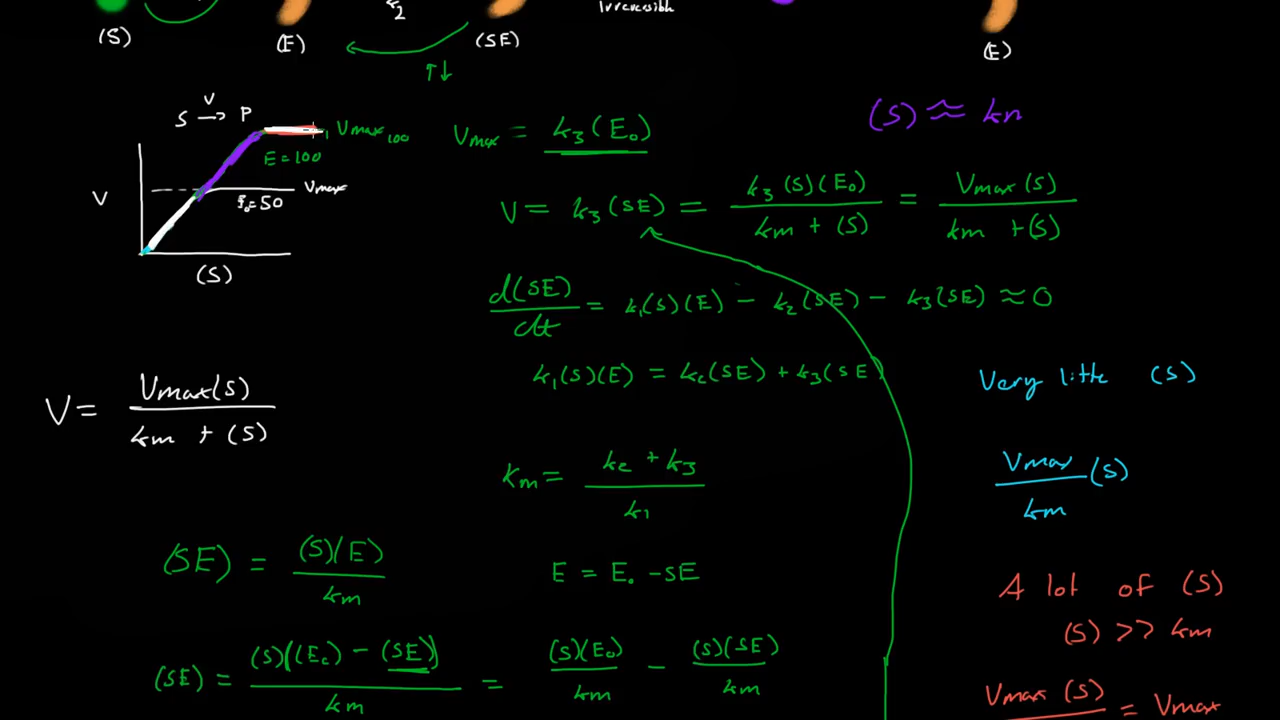 k2
Irreversible
(S)
(E)
(SE)
(E)
↑↓
S V→ P
Vmax100
E = 100
V
Vmax
E₀=50
(S)
Vmax = k3(E₀)
(S) ≈ km
V = k3(SE) = k3(S)(E₀) / km + (S) = Vmax(S) / km + (S)
d(SE) / dt = k1(S)(E) - k2(SE) - k3(SE) ≈ 0
k1(S)(E) = k2(SE) + k3(SE)
Very little (S)
V = Vmax(S) / km + (S)
km = k2 + k3 / k1
Vmax / km (S)
(SE) = (S)(E) / km
E = E₀ - SE
A lot of (S)
(S) >> km
(SE) = (S)((E₀) - (SE)) / km = (S)(E₀) / km - (S)(SE) / km
Vmax (S) = Vmax